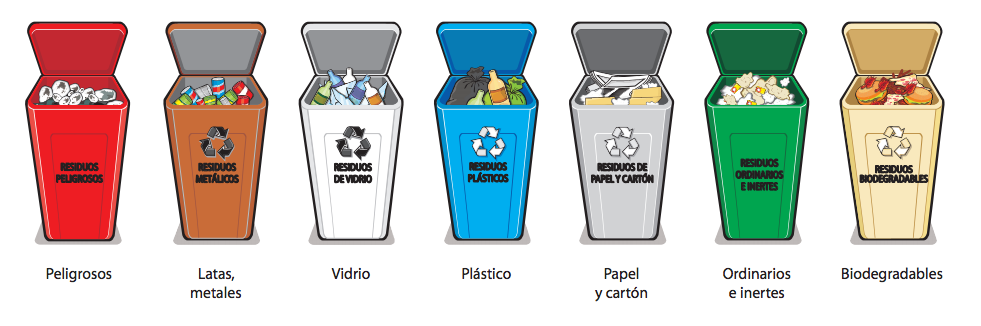 RESIDUOS
PELIGROSOS
RESIDUOS
METÁLICOS
RESIDUOS
DE VIDRIO
RESIDUOS
PLÁSTICOS
RESIDUOS DE
PAPEL Y CARTÓN
RESIDUOS
ORDINARIOS
E INERTES
RESIDUOS
BIODEGRADABLES
Peligrosos
Latas,
metales
Vidrio
Plástico
Papel
y cartón
Ordinarios
e inertes
Biodegradables